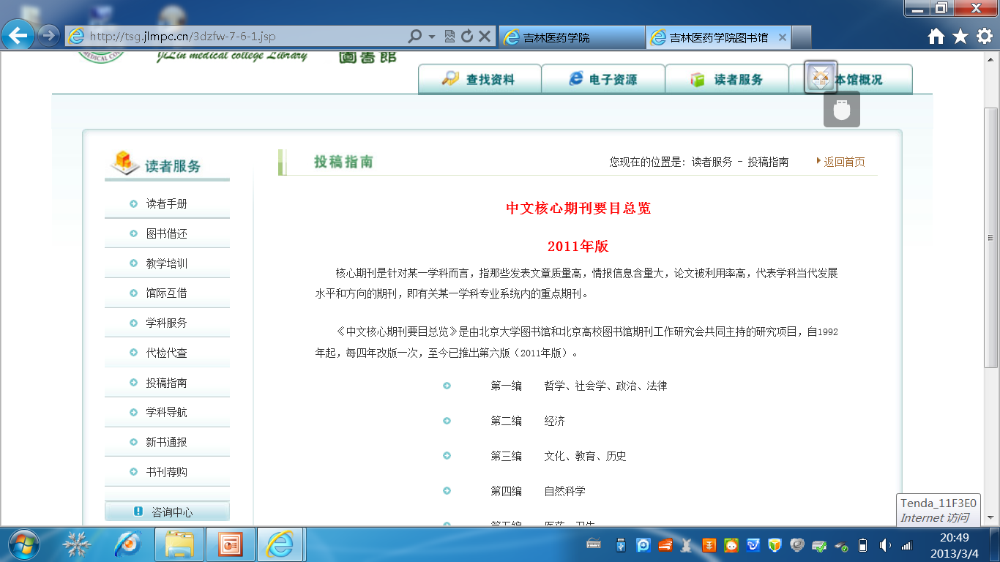 http://tsg.jlmpc.cn/3dzfw-7-6-1.jsp
吉林医药学院
吉林医药学院图书馆
JiLin medical college Library
圖書館
查找资料
电子资源
读者服务
本馆概况
读者服务
投稿指南
您现在的位置是：读者服务 - 投稿指南
返回首页
读者手册
图书借还
教学培训
馆际互借
学科服务
代检代查
投稿指南
学科导航
新书通报
书刊荐购
咨询中心
中文核心期刊要目总览
2011年版
核心期刊是针对某一学科而言，指那些发表文章质量高，情报信息含量大，论文被利用率高，代表学科当代发展
水平和方向的期刊，即有关某一学科专业系统内的重点期刊。
《中文核心期刊要目总览》是由北京大学图书馆和北京高校图书馆期刊工作研究会共同主持的研究项目，自1992
年起，每四年改版一次，至今已推出第六版（2011年版）。
第一编 哲学、社会学、政治、法律
第二编 经济
第三编 文化、教育、历史
第四编 自然科学
第五编 医药、卫生
Tenda_11F3E0
Internet 访问
20:49
2013/3/4